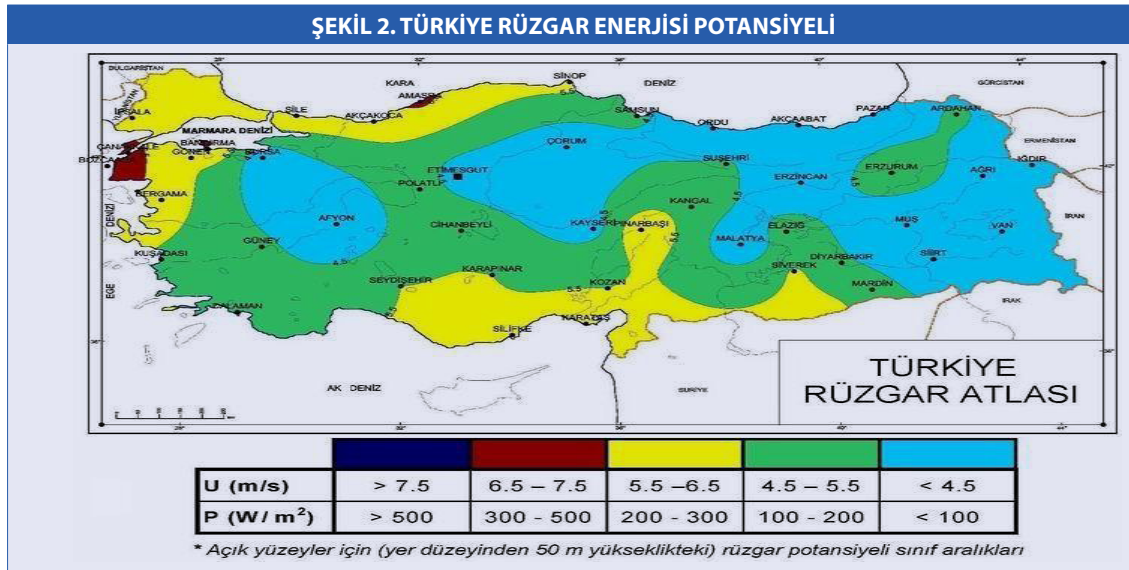 ŞEKİL 2. TÜRKİYE RÜZGAR ENERJİSİ POTANSİYELİ
BULGARİSTAN
KARA
DENİZ
GÜRCİSTAN
SİNOP
AMASRA
İPSALA
ŞİLE
AKÇAKOCA
SAMSUN
ORDU
AKÇAABAT
PAZAR
ARDAHAN
MARMARA DENİZİ
ERMENİSTAN
BANDIRMA
GÖNEN
BURSA
ÇORUM
SUŞEHRİ
ERZURUM
IĞDIR
ETIMESGUT
POLATLI
ERZİNCAN
AĞRI
BERGAMA
KANGAL
İRAN
DENİZİ
AFYON
CİHANBEYLİ
KAYSERİ
PINARBAŞI
ELAZIĞ
MUŞ
VAN
GÜNEY
MALATYA
KUŞADASI
SİİRT
DİYARBAKIR
SİVEREK
SEYDİŞEHİR
KARAPINAR
KOZAN
MARDİN
EGE
DALAMAN
IRAK
SİLİFKE
KARATAŞ
AK DENİZ
SURİYE
TÜRKİYE
RÜZGAR ATLASI
U (m/s) > 7.5 6.5 – 7.5 5.5 –6.5 4.5 – 5.5 < 4.5
P (W/ m²) > 500 300 - 500 200 - 300 100 - 200 < 100
* Açık yüzeyler için (yer düzeyinden 50 m yükseklikteki) rüzgar potansiyeli sınıf aralıkları